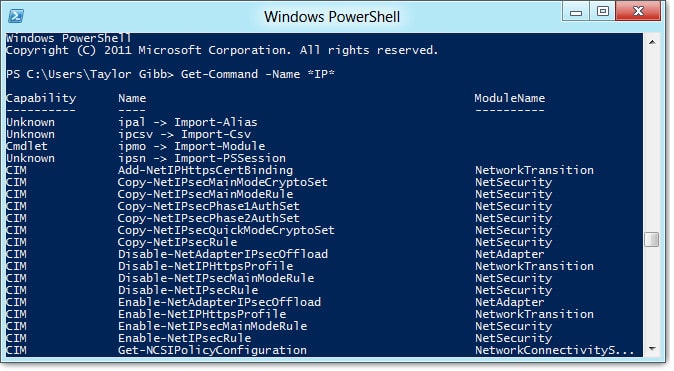 Windows PowerShell
Windows PowerShell
Copyright (C) 2011 Microsoft Corporation. All rights reserved.
PS C:\Users\Taylor Gibb> Get-Command -Name *IP*
Capability Name ModuleName
---------- ---- ----------
Unknown ipal -> Import-Alias
Unknown ipcsv -> Import-Csv
Cmdlet ipmo -> Import-Module
Unknown ipsn -> Import-PSSession
CIM Add-NetIPHttpsCertBinding NetworkTransition
CIM Copy-NetIPsecMainModeCryptoSet NetSecurity
CIM Copy-NetIPsecMainModeRule NetSecurity
CIM Copy-NetIPsecPhase1AuthSet NetSecurity
CIM Copy-NetIPsecPhase2AuthSet NetSecurity
CIM Copy-NetIPsecQuickModeCryptoSet NetSecurity
CIM Copy-NetIPsecRule NetSecurity
CIM Disable-NetAdapterIPsecOffload NetAdapter
CIM Disable-NetIPHttpsProfile NetworkTransition
CIM Disable-NetIPsecMainModeRule NetSecurity
CIM Disable-NetIPsecRule NetSecurity
CIM Enable-NetAdapterIPsecOffload NetAdapter
CIM Enable-NetIPHttpsProfile NetworkTransition
CIM Enable-NetIPsecMainModeRule NetSecurity
CIM Enable-NetIPsecRule NetSecurity
CIM Get-NCSIPolicyConfiguration NetworkConnectivityS...